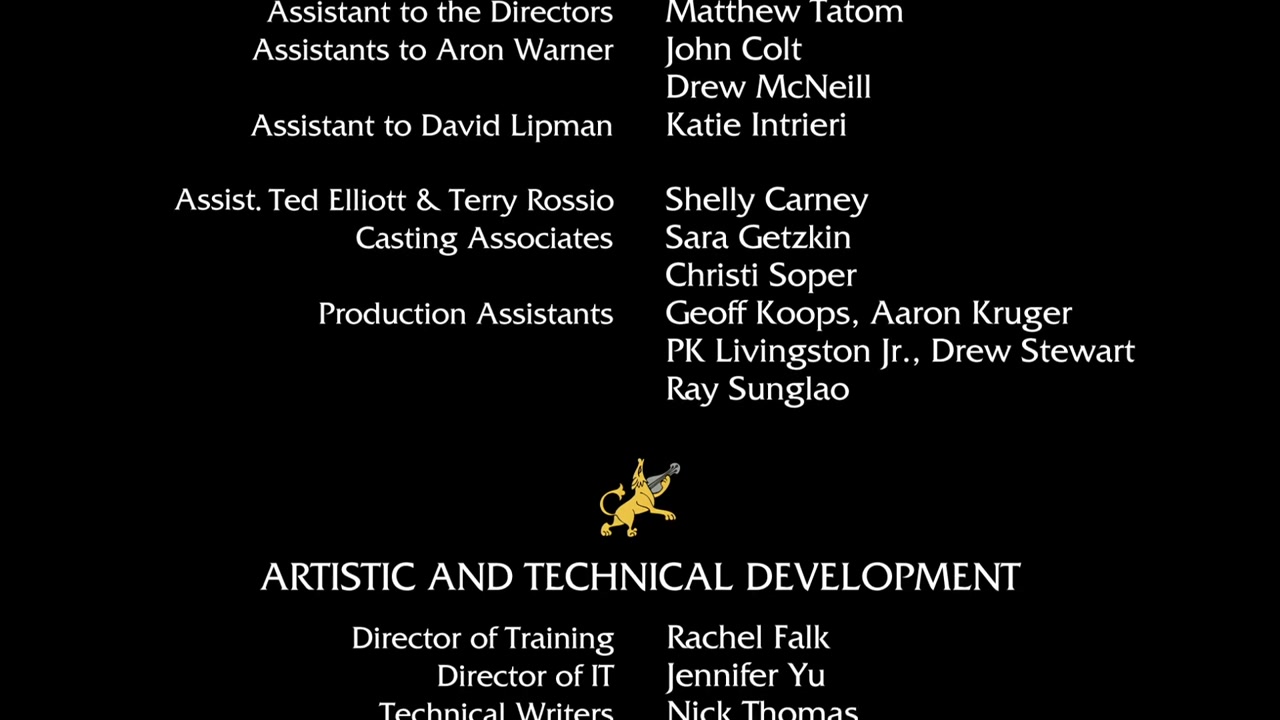 Assistant to the Directors Matthew Tatom
Assistants to Aron Warner John Colt
Drew McNeill
Assistant to David Lipman Katie Intrieri
Assist. Ted Elliott & Terry Rossio Shelly Carney
Casting Associates Sara Getzkin
Christi Soper
Production Assistants Geoff Koops, Aaron Kruger
PK Livingston Jr., Drew Stewart
Ray Sunglao
ARTISTIC AND TECHNICAL DEVELOPMENT
Director of Training Rachel Falk
Director of IT Jennifer Yu
Technical Writers Nick Thomas